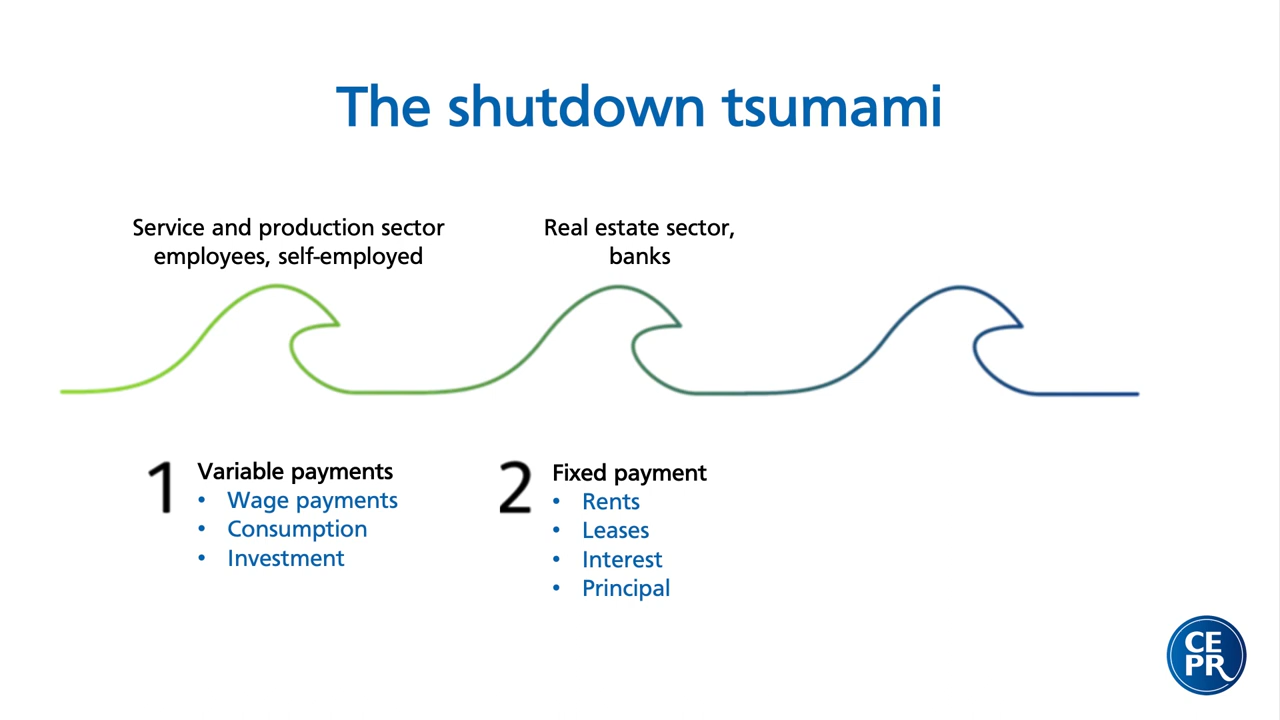 The shutdown tsumami
Service and production sector
employees, self-employed
Real estate sector,
banks
1
Variable payments
• Wage payments
• Consumption
• Investment
2
Fixed payment
• Rents
• Leases
• Interest
• Principal
CE
PR